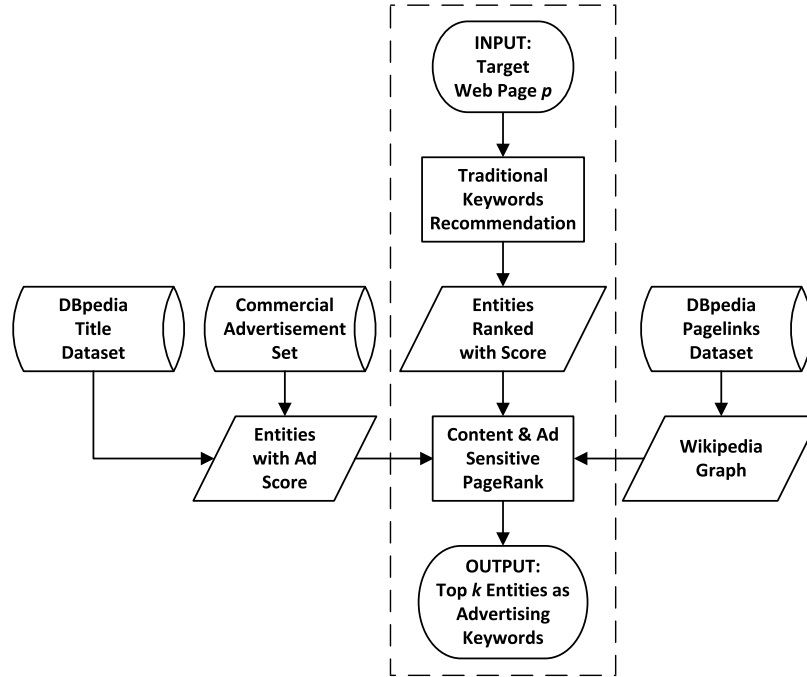 INPUT:
Target
Web Page p
Traditional
Keywords
Recommendation
DBpedia
Title
Dataset
Commercial
Advertisement
Set
Entities
Ranked
with Score
DBpedia
Pagelinks
Dataset
Entities
with Ad
Score
Content & Ad
Sensitive
PageRank
Wikipedia
Graph
OUTPUT:
Top k Entities as
Advertising
Keywords